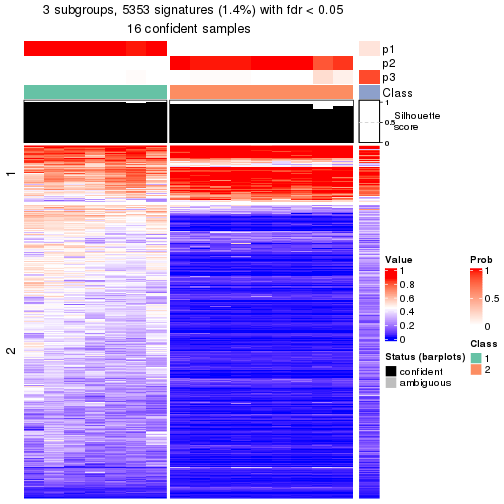 3 subgroups, 5353 signatures (1.4%) with fdr < 0.05
16 confident samples
p1
p2
p3
Class
1
0.5
0
Silhouette
score
1
2
Value
1
0.8
0.6
0.4
0.2
0
Prob
1
0.5
0
Status (barplots)
confident
ambiguous
Class
1
2